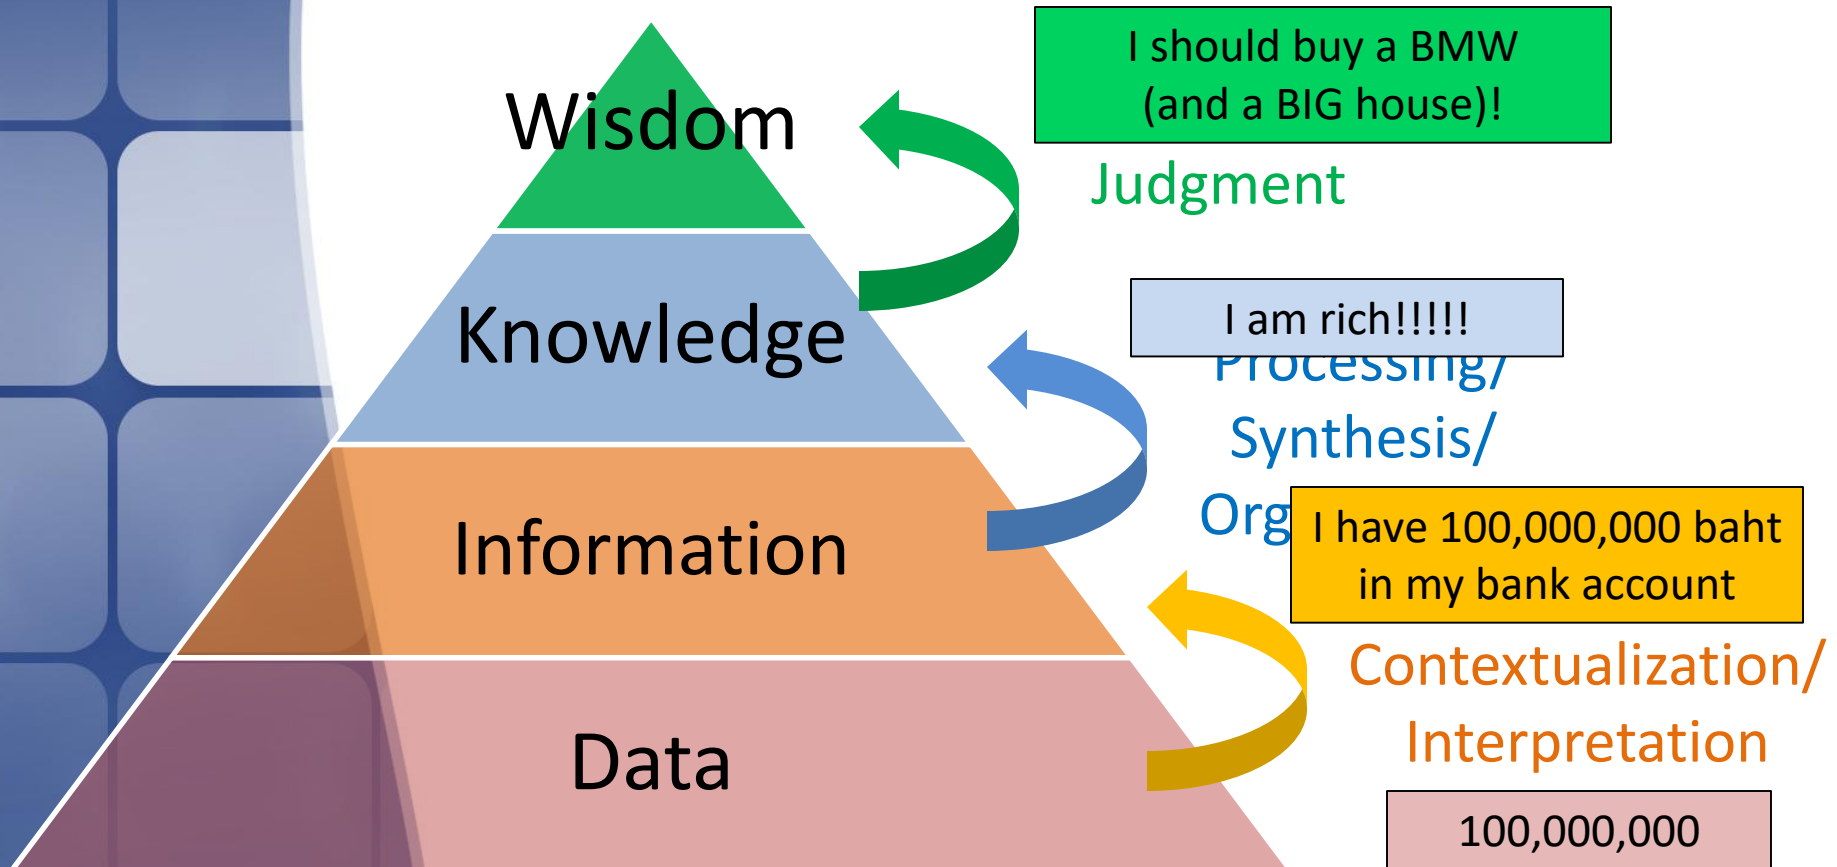 I should buy a BMW
(and a BIG house)!
Wisdom
Judgment
I am rich!!!!!
Knowledge
Processing/
Synthesis/
I have 100,000,000 baht
in my bank account
Information
Contextualization/
Interpretation
Data
100,000,000